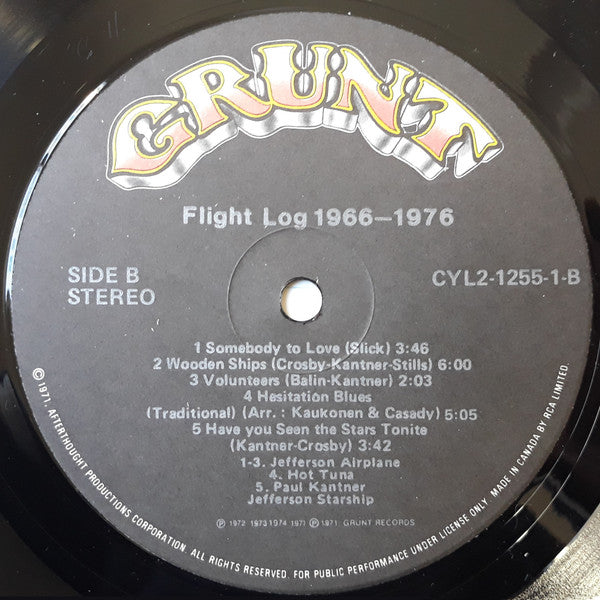 GRUNT
Flight Log 1966—1976
SIDE B
STEREO
CYL2-1255-1-B
1 Somebody to Love (Slick) 3:46
2 Wooden Ships (Crosby-Kantner-Stills) 6:00
3 Volunteers (Balin-Kantner) 2:03
4 Hesitation Blues
(Traditional) (Arr. : Kaukonen & Casady) 5:05
5 Have you Seen the Stars Tonite
(Kantner-Crosby) 3:42
1-3. Jefferson Airplane
4. Hot Tuna
5. Paul Kantner
Jefferson Starship
℗ 1972 1973 1974 1971 ℗ 1971, GRUNT RECORDS
©1971, AFTERTHOUGHT PRODUCTIONS CORPORATION. ALL RIGHTS RESERVED. FOR PUBLIC PERFORMANCE UNDER LICENSE ONLY. MADE IN CANADA BY RCA LIMITED.